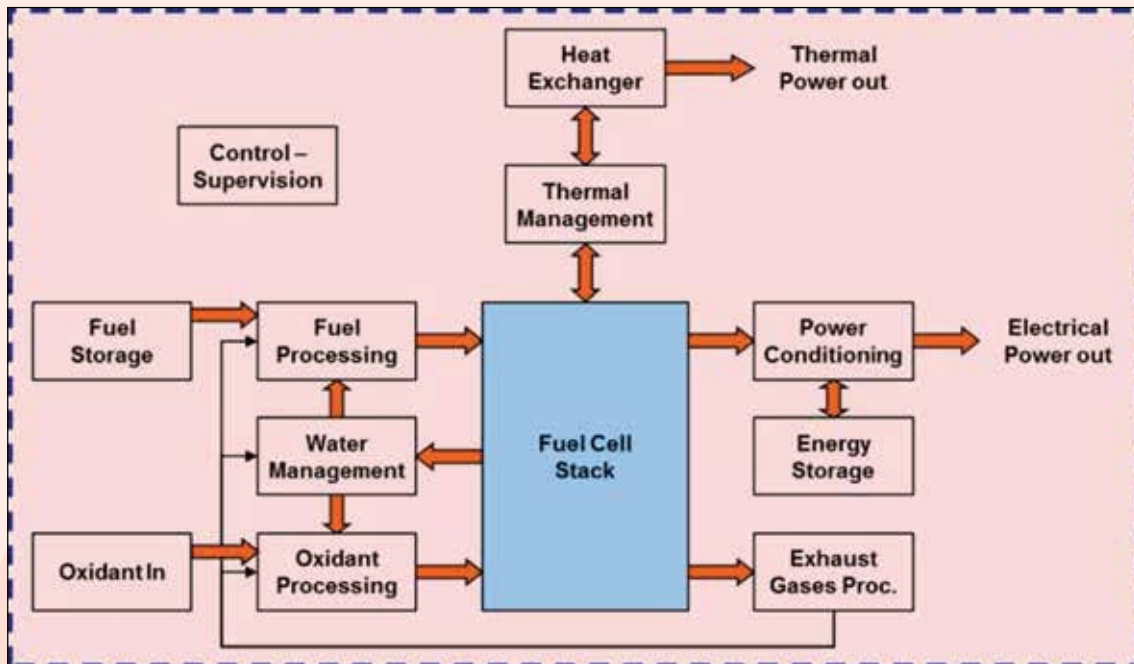 Heat
Exchanger
Thermal
Power out
Control –
Supervision
Thermal
Management
Fuel
Storage
Fuel
Processing
Power
Conditioning
Electrical
Power out
Water
Management
Fuel Cell
Stack
Energy
Storage
Oxidant In
Oxidant
Processing
Exhaust
Gases Proc.